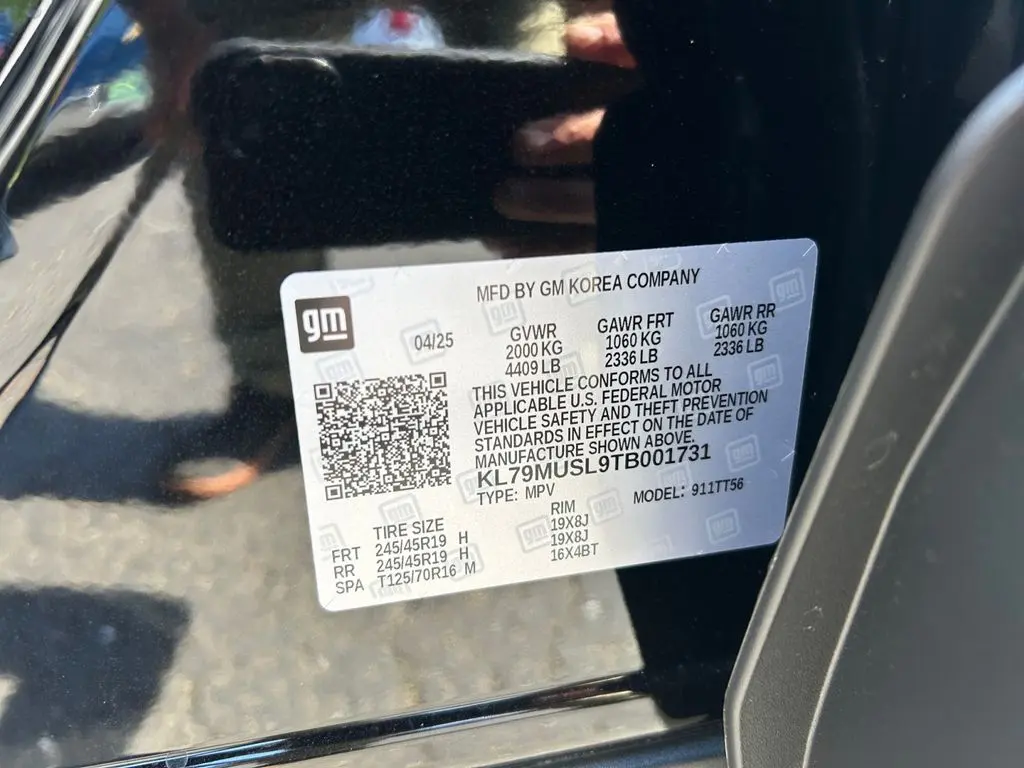 gm
MFD BY GM KOREA COMPANY
04/25
GVWR
2000 KG
4409 LB
GAWR FRT
1060 KG
2336 LB
GAWR RR
1060 KG
2336 LB
THIS VEHICLE CONFORMS TO ALL
APPLICABLE U.S. FEDERAL MOTOR
VEHICLE SAFETY AND THEFT PREVENTION
STANDARDS IN EFFECT ON THE DATE OF
MANUFACTURE SHOWN ABOVE.
KL79MUSL9TB001731
TYPE: MPV MODEL: 911TT56
TIRE SIZE RIM
FRT 245/45R19 H 19X8J
RR 245/45R19 H 19X8J
SPA T125/70R16 M 16X4BT